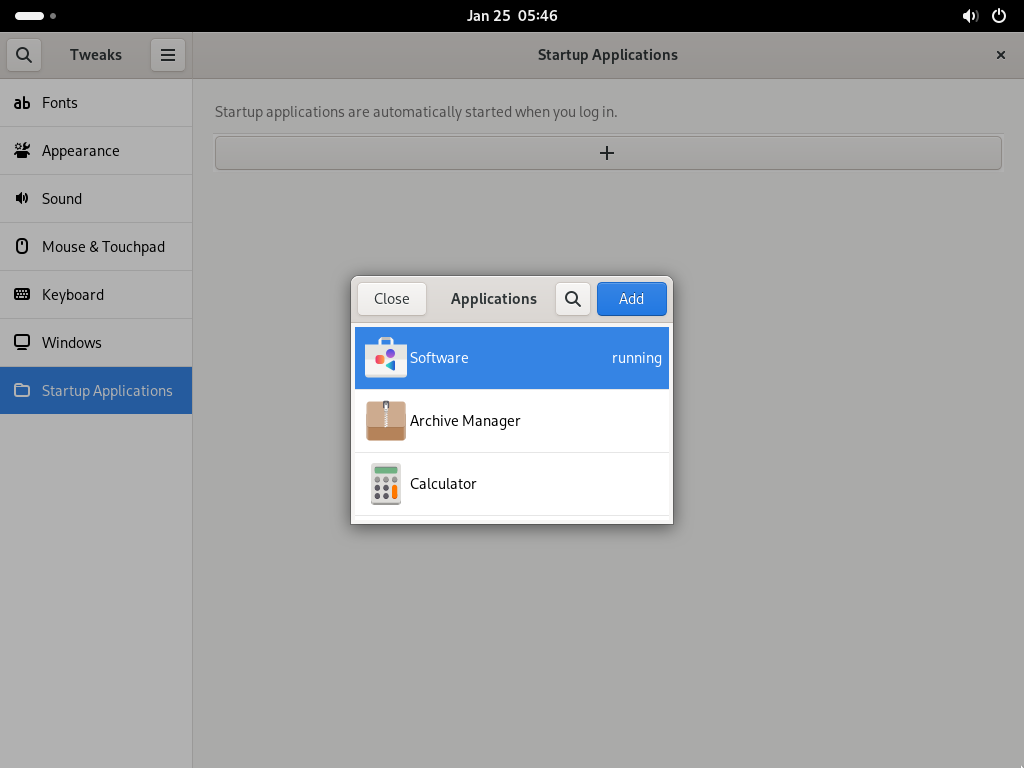 Jan 25  05:46
Tweaks
Startup Applications
Fonts
Appearance
Sound
Mouse & Touchpad
Keyboard
Windows
Startup Applications
Startup applications are automatically started when you log in.
Close
Applications
Add
Software
running
Archive Manager
Calculator